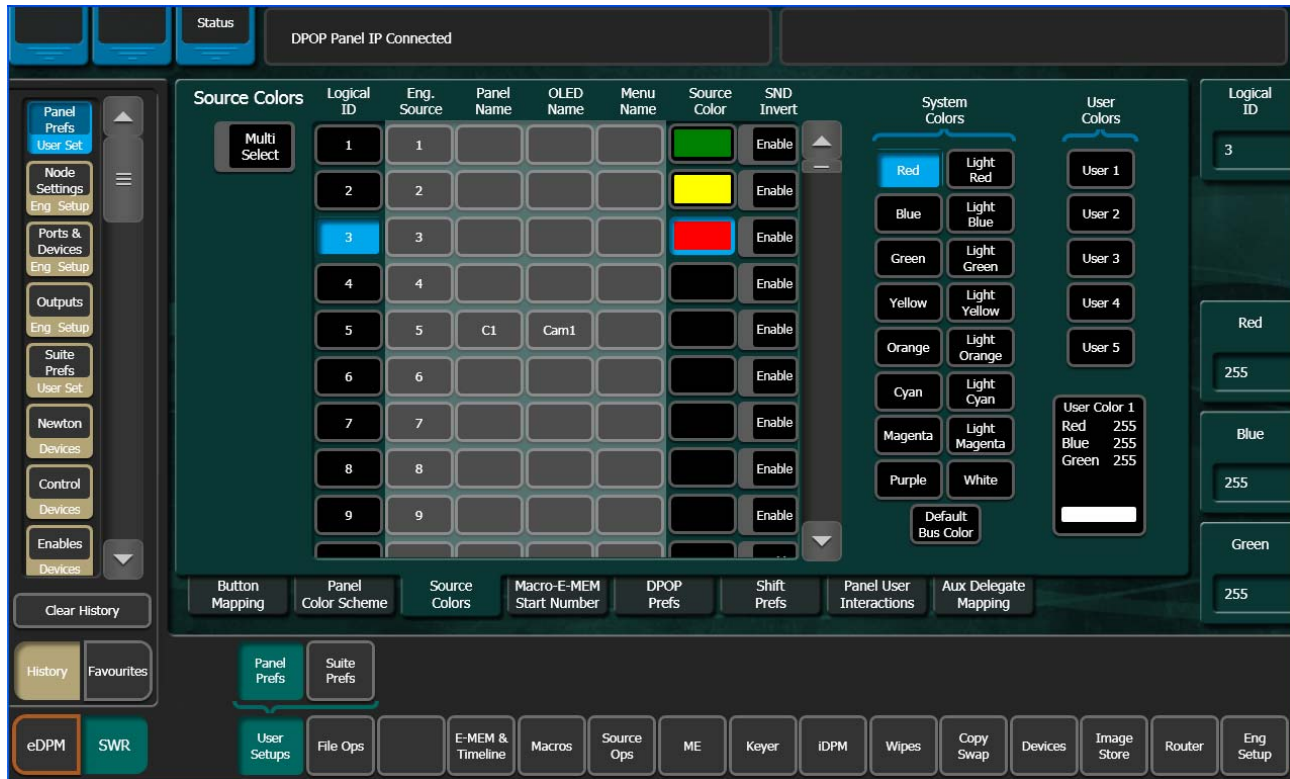 Status
DPOP Panel IP Connected
Panel
Prefs
User Set
Node
Settings
Eng Setup
Ports &
Devices
Eng Setup
Outputs
Eng Setup
Suite
Prefs
User Set
Newton
Devices
Control
Devices
Enables
Devices
Clear History
History Favourites
eDPM SWR
Source Colors
Multi
Select
Logical
ID
Eng.
Source
Panel
Name
OLED
Name
Menu
Name
Source
Color
SND
Invert
1 1 Enable
2 2 Enable
3 3 Enable
4 4 Enable
5 5 C1 Cam1 Enable
6 6 Enable
7 7 Enable
8 8 Enable
9 9 Enable
System
Colors
Red
Light
Red
Blue
Light
Blue
Green
Light
Green
Yellow
Light
Yellow
Orange
Light
Orange
Cyan
Light
Cyan
Magenta
Light
Magenta
Purple
White
Default
Bus Color
User
Colors
User 1
User 2
User 3
User 4
User 5
User Color 1
Red 255
Blue 255
Green 255
Logical
ID
3
Red
255
Blue
255
Green
255
Button
Mapping
Panel
Color Scheme
Source
Colors
Macro-E-MEM
Start Number
DPOP
Prefs
Shift
Prefs
Panel User
Interactions
Aux Delegate
Mapping
Panel
Prefs
Suite
Prefs
User
Setups
File Ops
E-MEM &
Timeline
Macros
Source
Ops
ME
Keyer
iDPM
Wipes
Copy
Swap
Devices
Image
Store
Router
Eng
Setup